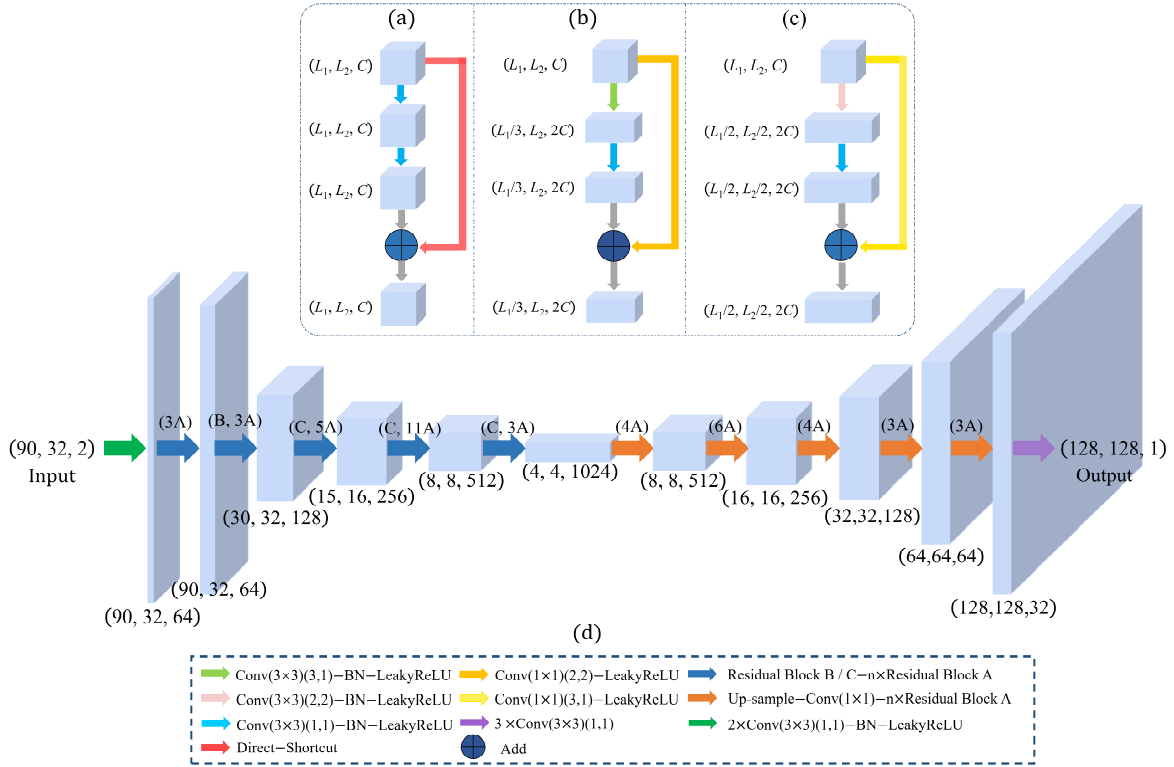 (a)
(b)
(c)
(L1, L2, C)
(L1, L2, C)
(L1, L2, C)
(L1, L2, C)
(L1/3, L2, 2C)
(L1/2, L2/2, 2C)
(L1, L2, C)
(L1/3, L2, 2C)
(L1/2, L2/2, 2C)
(L1, L2, C)
(L1/3, L2, 2C)
(L1/2, L2/2, 2C)
(90, 32, 2)
Input
(3A)
(B, 3A)
(C, 5A)
(C, 11A)
(C, 3A)
(4A)
(6A)
(4A)
(3A)
(3A)
(128, 128, 1)
Output
(90, 32, 64)
(90, 32, 64)
(30, 32, 128)
(15, 16, 256)
(8, 8, 512)
(4, 4, 1024)
(8, 8, 512)
(16, 16, 256)
(32,32,128)
(64,64,64)
(128,128,32)
(d)
Conv(3×3)(3,1)−BN−LeakyReLU
Conv(1×1)(2,2)−LeakyReLU
Residual Block B / C−n×Residual Block A
Conv(3×3)(2,2)−BN−LeakyReLU
Conv(1×1)(3,1)−LeakyReLU
Up-sample−Conv(1×1)−n×Residual Block A
Conv(3×3)(1,1)−BN−LeakyReLU
3×Conv(3×3)(1,1)
2×Conv(3×3)(1,1)−BN−LeakyReLU
Direct−Shortcut
Add